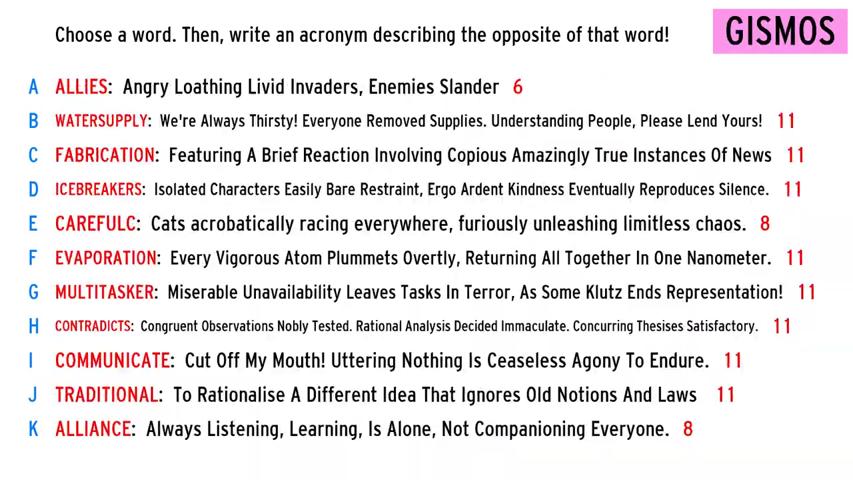 Choose a word. Then, write an acronym describing the opposite of that word!
GISMOS
A ALLIES: Angry Loathing Livid Invaders, Enemies Slander 6
B WATERSUPPLY: We're Always Thirsty! Everyone Removed Supplies. Understanding People, Please Lend Yours! 11
C FABRICATION: Featuring A Brief Reaction Involving Copious Amazingly True Instances Of News 11
D ICEBREAKERS: Isolated Characters Easily Bare Restraint, Ergo Ardent Kindness Eventually Reproduces Silence. 11
E CAREFULC: Cats acrobatically racing everywhere, furiously unleashing limitless chaos. 8
F EVAPORATION: Every Vigorous Atom Plummets Overtly, Returning All Together In One Nanometer. 11
G MULTITASKER: Miserable Unavailability Leaves Tasks In Terror, As Some Klutz Ends Representation! 11
H CONTRADICTS: Congruent Observations Nobly Tested. Rational Analysis Decided Immaculate. Concurring Thesises Satisfactory. 11
I COMMUNICATE: Cut Off My Mouth! Uttering Nothing Is Ceaseless Agony To Endure. 11
J TRADITIONAL: To Rationalise A Different Idea That Ignores Old Notions And Laws 11
K ALLIANCE: Always Listening, Learning, Is Alone, Not Companioning Everyone. 8